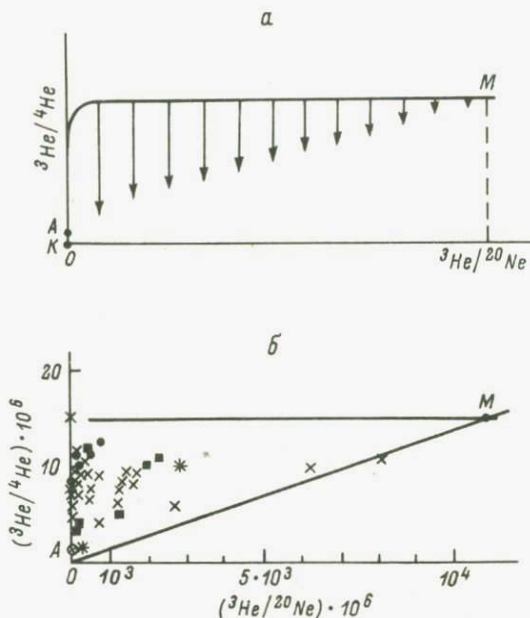 а
³He/⁴He
M
A
K
0
³He/²⁰Ne
б
(³He/⁴He)·10⁶
20
10
M
A
0
10³
5·10³
10⁴
(³He/²⁰Ne)·10⁶